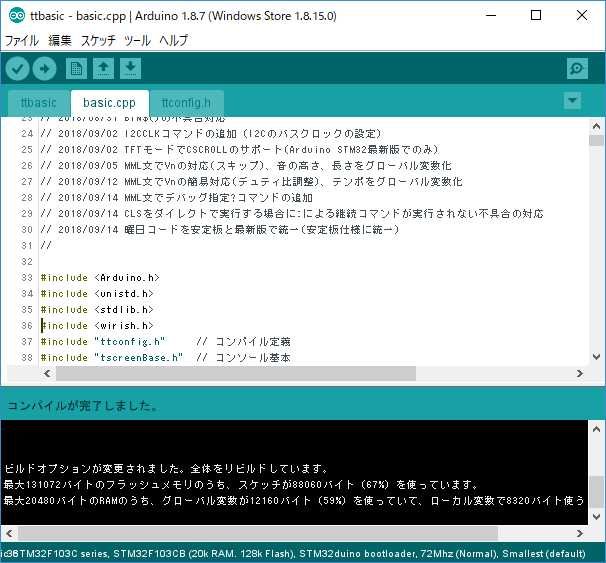 ttbasic - basic.cpp | Arduino 1.8.7 (Windows Store 1.8.15.0)
ファイル 編集 スケッチ ツール ヘルプ
ttbasic basic.cpp ttconfig.h
23 // 2018/08/31 BIN$()の不具合対応
24 // 2018/09/02 I2CCLKコマンドの追加 (I2Cのバスクロックの設定)
25 // 2018/09/02 TFTモードでCSCROLLのサポート(Arduino STM32最新版でのみ)
26 // 2018/09/05 MML文でVnの対応(スキップ)、音の高さ、長さをグローバル変数化
27 // 2018/09/12 MML文でVnの簡易対応(デュティ比調整)、テンポをグローバル変数化
28 // 2018/09/14 MML文でデバッグ指定?コマンドの追加
29 // 2018/09/14 CLSをダイレクトで実行する場合に:による継続コマンドが実行されない不具合の対応
30 // 2018/09/14 曜日コードを安定板と最新版で統一(安定板仕様に統一)
31 //
32
33 #include <Arduino.h>
34 #include <unistd.h>
35 #include <stdlib.h>
36 #include <wirish.h>
37 #include "ttconfig.h" // コンパイル定義
38 #include "tscreenBase.h" // コンソール基本
コンパイルが完了しました。
ビルドオプションが変更されました。全体をリビルドしています。
最大131072バイトのフラッシュメモリのうち、スケッチが88060バイト（67%）を使っています。
最大20480バイトのRAMのうち、グローバル変数が12160バイト（59%）を使っていて、ローカル変数で8320バイト使う
STM32F103C series, STM32F103CB (20k RAM. 128k Flash), STM32duino bootloader, 72Mhz (Normal), Smallest (default)